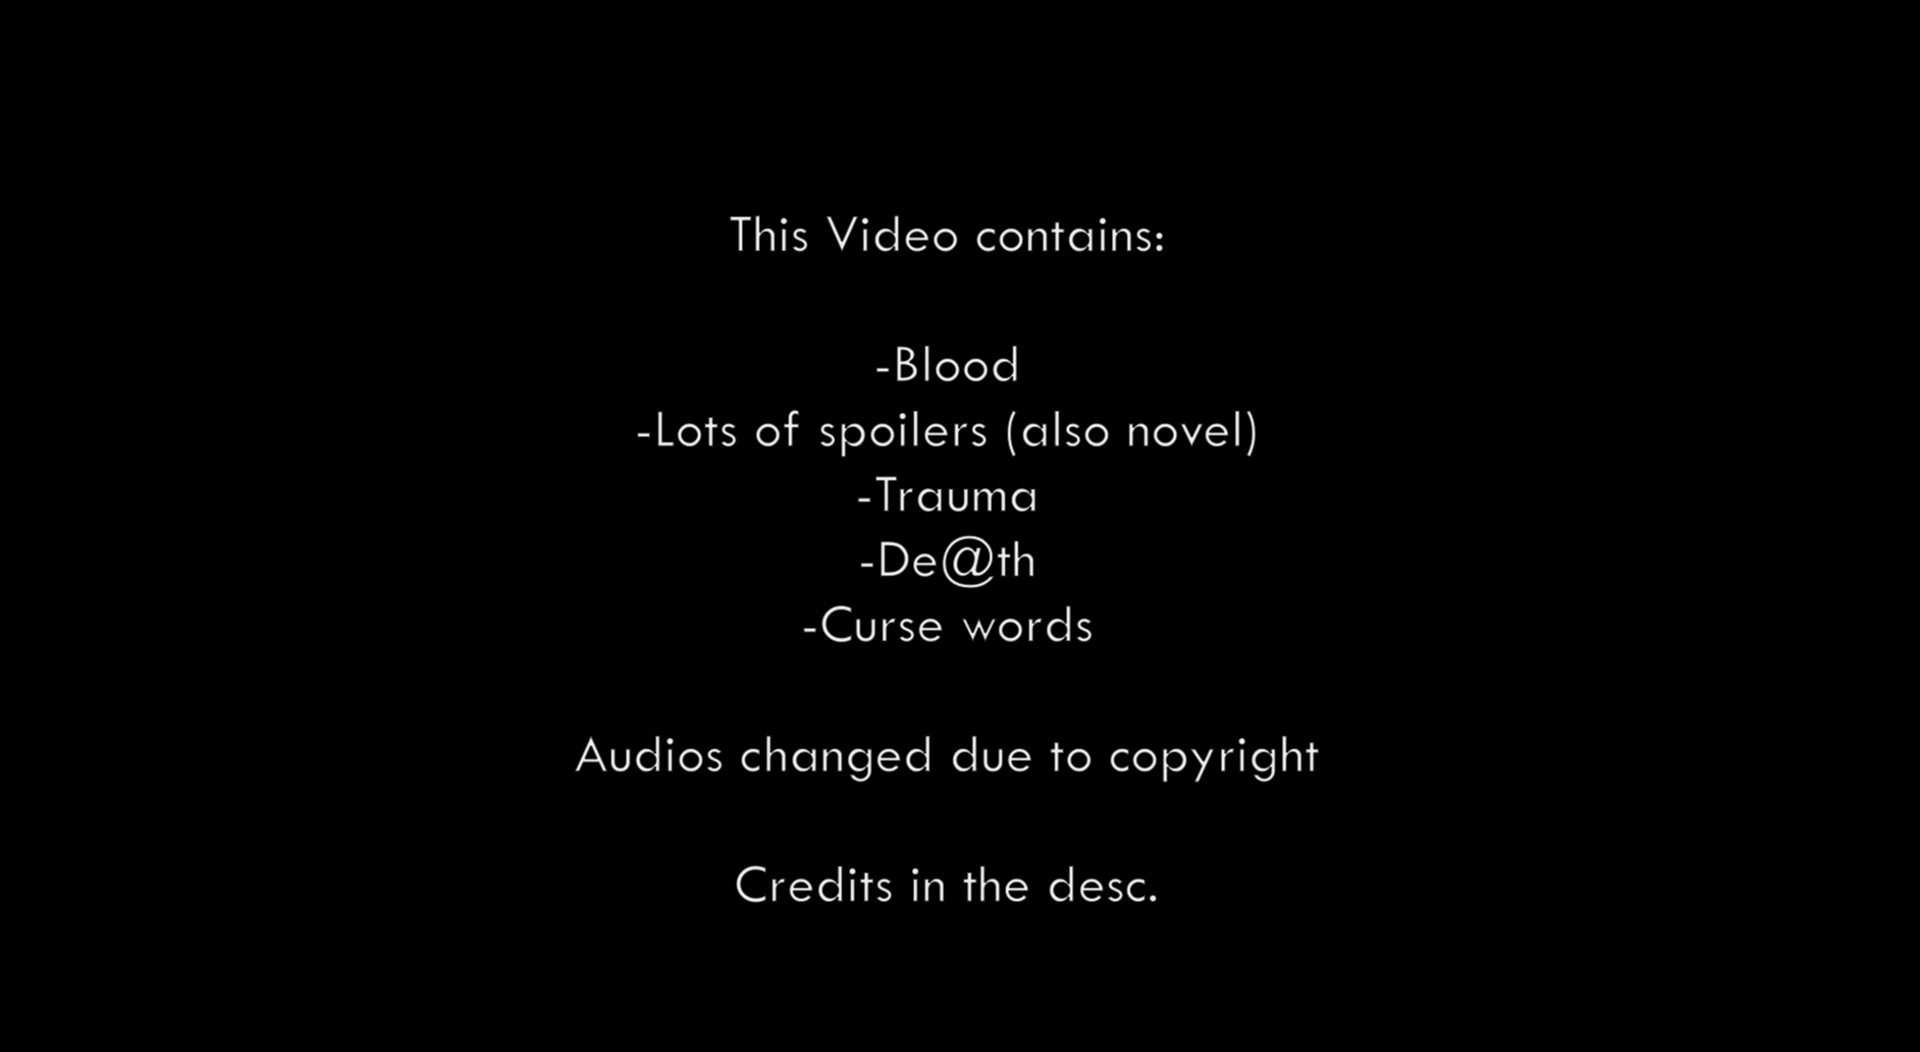 This Video contains:
-Blood
-Lots of spoilers (also novel)
-Trauma
-De@th
-Curse words
Audios changed due to copyright
Credits in the desc.